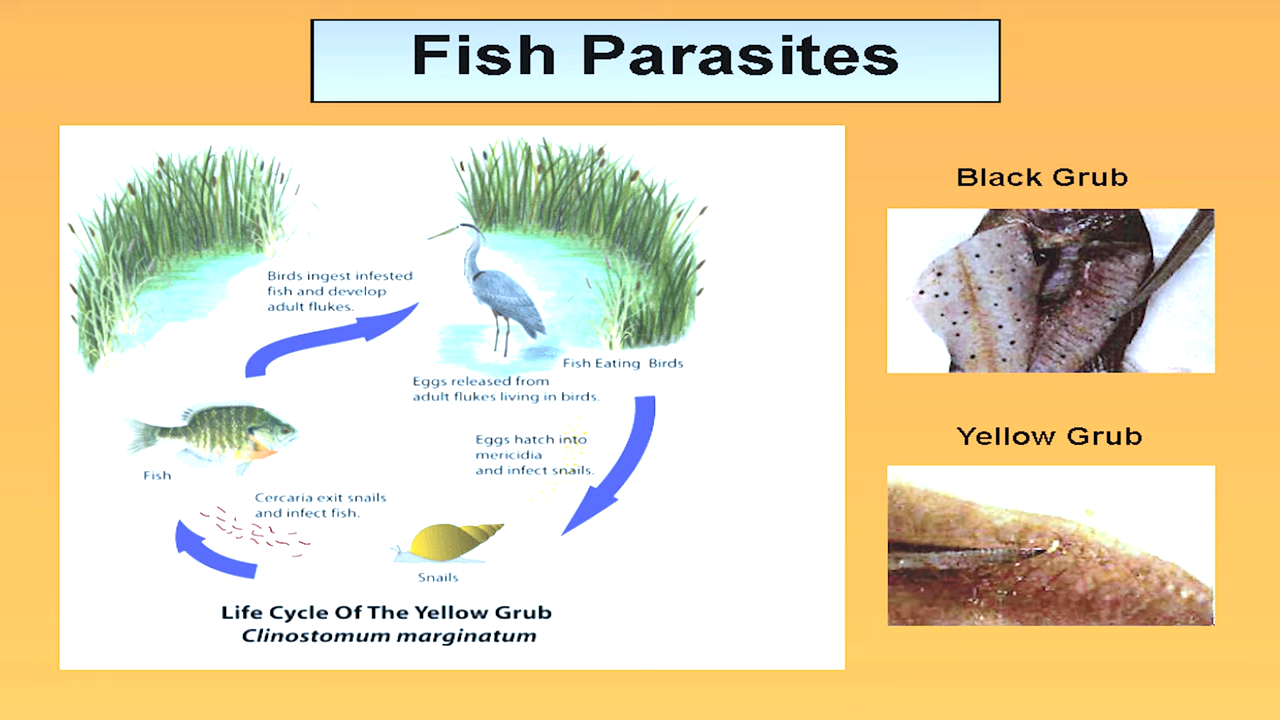 Fish Parasites
Birds ingest infested
fish and develop
adult flukes.
Fish Eating Birds
Eggs released from
adult flukes living in birds.
Eggs hatch into
mericidia
and infect snails.
Fish
Cercaria exit snails
and infect fish.
Snails
Life Cycle Of The Yellow Grub
Clinostomum marginatum
Black Grub
Yellow Grub